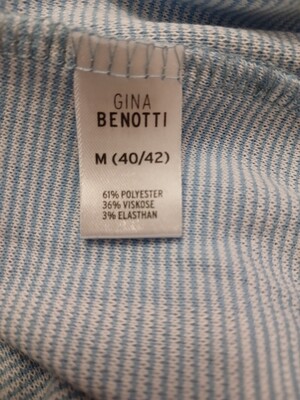 GINA
BENOTTI
M (40/42)
61% POLYESTER
36% VISKOSE
3% ELASTHAN